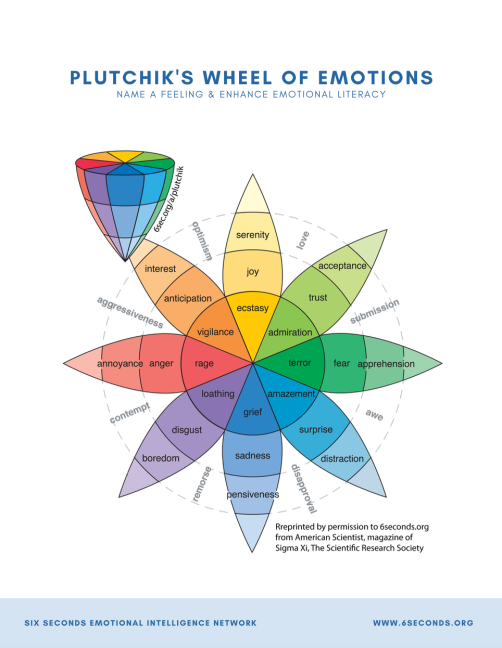 PLUTCHIK'S WHEEL OF EMOTIONS
NAME A FEELING & ENHANCE EMOTIONAL LITERACY
6sec.org/a/plutchik
optimism
serenity
love
interest
joy
acceptance
anticipation
trust
aggressiveness
ecstasy
submission
vigilance
admiration
annoyance anger rage terror fear apprehension
loathing
amazement
contempt
grief
awe
disgust
surprise
boredom
sadness
distraction
remorse
pensiveness
disapproval
Rreprinted by permission to 6seconds.org
from American Scientist, magazine of
Sigma Xi, The Scientific Research Society
SIX SECONDS EMOTIONAL INTELLIGENCE NETWORK
WWW.6SECONDS.ORG